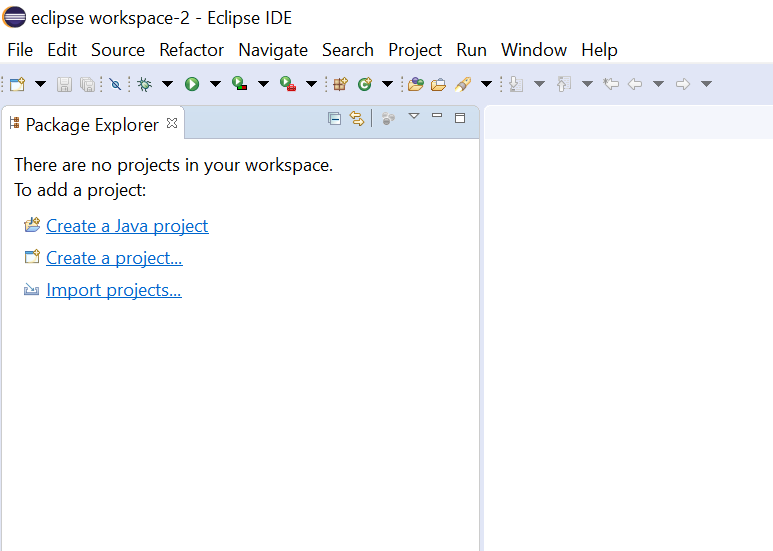 eclipse workspace-2 - Eclipse IDE
File Edit Source Refactor Navigate Search Project Run Window Help
Package Explorer
There are no projects in your workspace.
To add a project:
Create a Java project
Create a project...
Import projects...